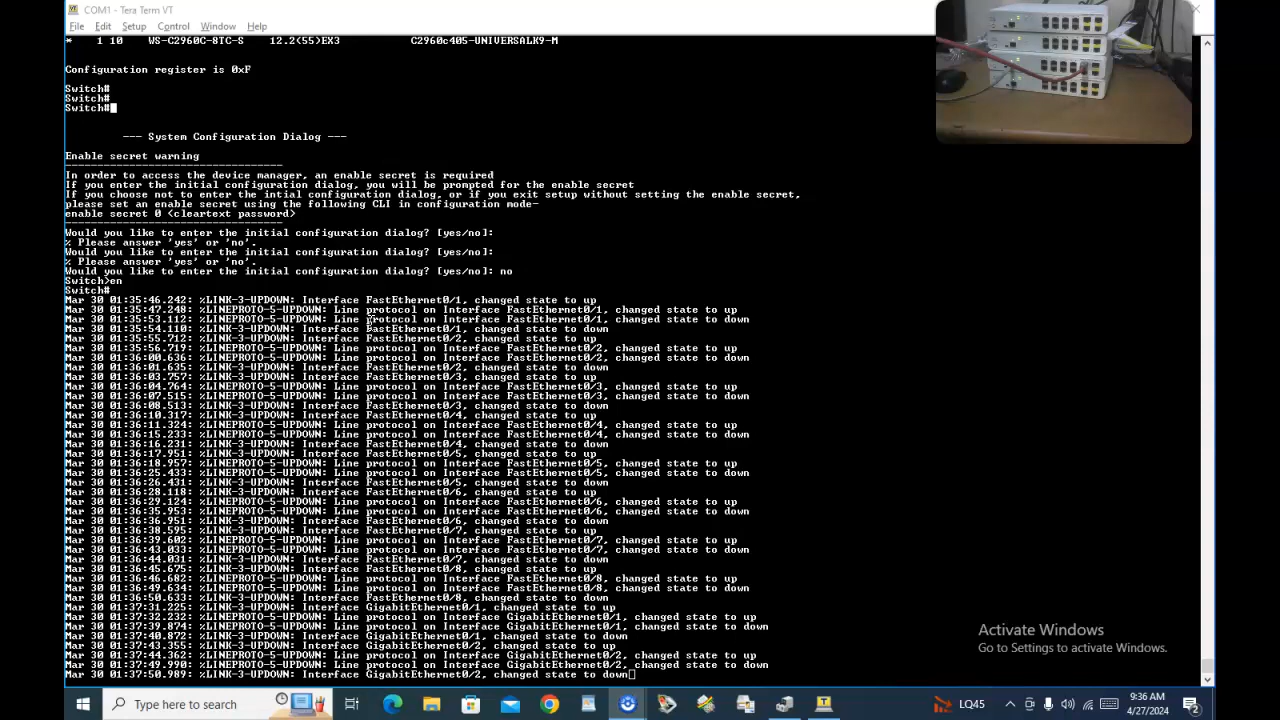 COM1 - Tera Term VT
File Edit Setup Control Window Help
* 1 10 WS-C2960C-8TC-S 12.2(55)EX3 C2960c405-UNIVERSALK9-M
Configuration register is 0xF
Switch#
Switch#
Switch#
--- System Configuration Dialog ---
Enable secret warning
----------------------------------
In order to access the device manager, an enable secret is required
If you enter the initial configuration dialog, you will be prompted for the enable secret
If you choose not to enter the intial configuration dialog, or if you exit setup without setting the enable secret,
please set an enable secret using the following CLI in configuration mode-
enable secret 0 <cleartext password>
----------------------------------
Would you like to enter the initial configuration dialog? [yes/no]:
% Please answer 'yes' or 'no'.
Would you like to enter the initial configuration dialog? [yes/no]:
% Please answer 'yes' or 'no'.
Would you like to enter the initial configuration dialog? [yes/no]: no
Switch>en
Switch#
Mar 30 01:35:46.242: %LINK-3-UPDOWN: Interface FastEthernet0/1, changed state to up
Mar 30 01:35:47.248: %LINEPROTO-5-UPDOWN: Line protocol on Interface FastEthernet0/1, changed state to up
Mar 30 01:35:53.112: %LINEPROTO-5-UPDOWN: Line protocol on Interface FastEthernet0/1, changed state to down
Mar 30 01:35:54.110: %LINK-3-UPDOWN: Interface FastEthernet0/1, changed state to down
Mar 30 01:35:55.712: %LINK-3-UPDOWN: Interface FastEthernet0/2, changed state to up
Mar 30 01:35:56.719: %LINEPROTO-5-UPDOWN: Line protocol on Interface FastEthernet0/2, changed state to up
Mar 30 01:36:00.636: %LINEPROTO-5-UPDOWN: Line protocol on Interface FastEthernet0/2, changed state to down
Mar 30 01:36:01.635: %LINK-3-UPDOWN: Interface FastEthernet0/2, changed state to down
Mar 30 01:36:03.757: %LINK-3-UPDOWN: Interface FastEthernet0/3, changed state to up
Mar 30 01:36:04.764: %LINEPROTO-5-UPDOWN: Line protocol on Interface FastEthernet0/3, changed state to up
Mar 30 01:36:07.515: %LINEPROTO-5-UPDOWN: Line protocol on Interface FastEthernet0/3, changed state to down
Mar 30 01:36:08.513: %LINK-3-UPDOWN: Interface FastEthernet0/3, changed state to down
Mar 30 01:36:10.317: %LINK-3-UPDOWN: Interface FastEthernet0/4, changed state to up
Mar 30 01:36:11.324: %LINEPROTO-5-UPDOWN: Line protocol on Interface FastEthernet0/4, changed state to up
Mar 30 01:36:15.233: %LINEPROTO-5-UPDOWN: Line protocol on Interface FastEthernet0/4, changed state to down
Mar 30 01:36:16.231: %LINK-3-UPDOWN: Interface FastEthernet0/4, changed state to down
Mar 30 01:36:17.951: %LINK-3-UPDOWN: Interface FastEthernet0/5, changed state to up
Mar 30 01:36:18.957: %LINEPROTO-5-UPDOWN: Line protocol on Interface FastEthernet0/5, changed state to up
Mar 30 01:36:25.433: %LINEPROTO-5-UPDOWN: Line protocol on Interface FastEthernet0/5, changed state to down
Mar 30 01:36:26.431: %LINK-3-UPDOWN: Interface FastEthernet0/5, changed state to down
Mar 30 01:36:28.118: %LINK-3-UPDOWN: Interface FastEthernet0/6, changed state to up
Mar 30 01:36:29.124: %LINEPROTO-5-UPDOWN: Line protocol on Interface FastEthernet0/6, changed state to up
Mar 30 01:36:35.953: %LINEPROTO-5-UPDOWN: Line protocol on Interface FastEthernet0/6, changed state to down
Mar 30 01:36:36.951: %LINK-3-UPDOWN: Interface FastEthernet0/6, changed state to down
Mar 30 01:36:38.595: %LINK-3-UPDOWN: Interface FastEthernet0/7, changed state to up
Mar 30 01:36:39.602: %LINEPROTO-5-UPDOWN: Line protocol on Interface FastEthernet0/7, changed state to up
Mar 30 01:36:43.033: %LINEPROTO-5-UPDOWN: Line protocol on Interface FastEthernet0/7, changed state to down
Mar 30 01:36:44.031: %LINK-3-UPDOWN: Interface FastEthernet0/7, changed state to down
Mar 30 01:36:45.675: %LINK-3-UPDOWN: Interface FastEthernet0/8, changed state to up
Mar 30 01:36:46.682: %LINEPROTO-5-UPDOWN: Line protocol on Interface FastEthernet0/8, changed state to up
Mar 30 01:36:49.634: %LINEPROTO-5-UPDOWN: Line protocol on Interface FastEthernet0/8, changed state to down
Mar 30 01:36:50.633: %LINK-3-UPDOWN: Interface FastEthernet0/8, changed state to down
Mar 30 01:37:31.225: %LINK-3-UPDOWN: Interface GigabitEthernet0/1, changed state to up
Mar 30 01:37:32.232: %LINEPROTO-5-UPDOWN: Line protocol on Interface GigabitEthernet0/1, changed state to up
Mar 30 01:37:39.874: %LINEPROTO-5-UPDOWN: Line protocol on Interface GigabitEthernet0/1, changed state to down
Mar 30 01:37:40.872: %LINK-3-UPDOWN: Interface GigabitEthernet0/1, changed state to down
Mar 30 01:37:43.355: %LINK-3-UPDOWN: Interface GigabitEthernet0/2, changed state to up
Mar 30 01:37:44.362: %LINEPROTO-5-UPDOWN: Line protocol on Interface GigabitEthernet0/2, changed state to up
Mar 30 01:37:49.990: %LINEPROTO-5-UPDOWN: Line protocol on Interface GigabitEthernet0/2, changed state to down
Mar 30 01:37:50.989: %LINK-3-UPDOWN: Interface GigabitEthernet0/2, changed state to down
Activate Windows
Go to Settings to activate Windows.
Type here to search
LQ45
9:36 AM
4/27/2024
2